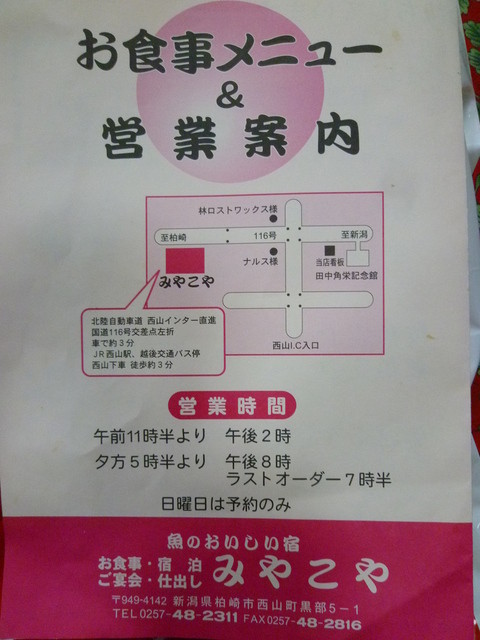 お食事メニュー
&
営業案内
林ロストワックス様
至柏崎
116号
至新潟
ナルス様
当店看板
田中角栄記念館
みやこや
西山I.C入口
北陸自動車道 西山インター直進
国道116号交差点左折
車で約3分
JR西山駅、越後交通バス停
西山下車 徒歩約3分
営業時間
午前11時半より 午後2時
夕方5時半より 午後8時
ラストオーダー7時半
日曜日は予約のみ
魚のおいしい宿
お食事・宿泊
ご宴会・仕出し
みやこや
〒949-4142 新潟県柏崎市西山町黒部5-1
TEL0257-48-2311 FAX0257-48-2816